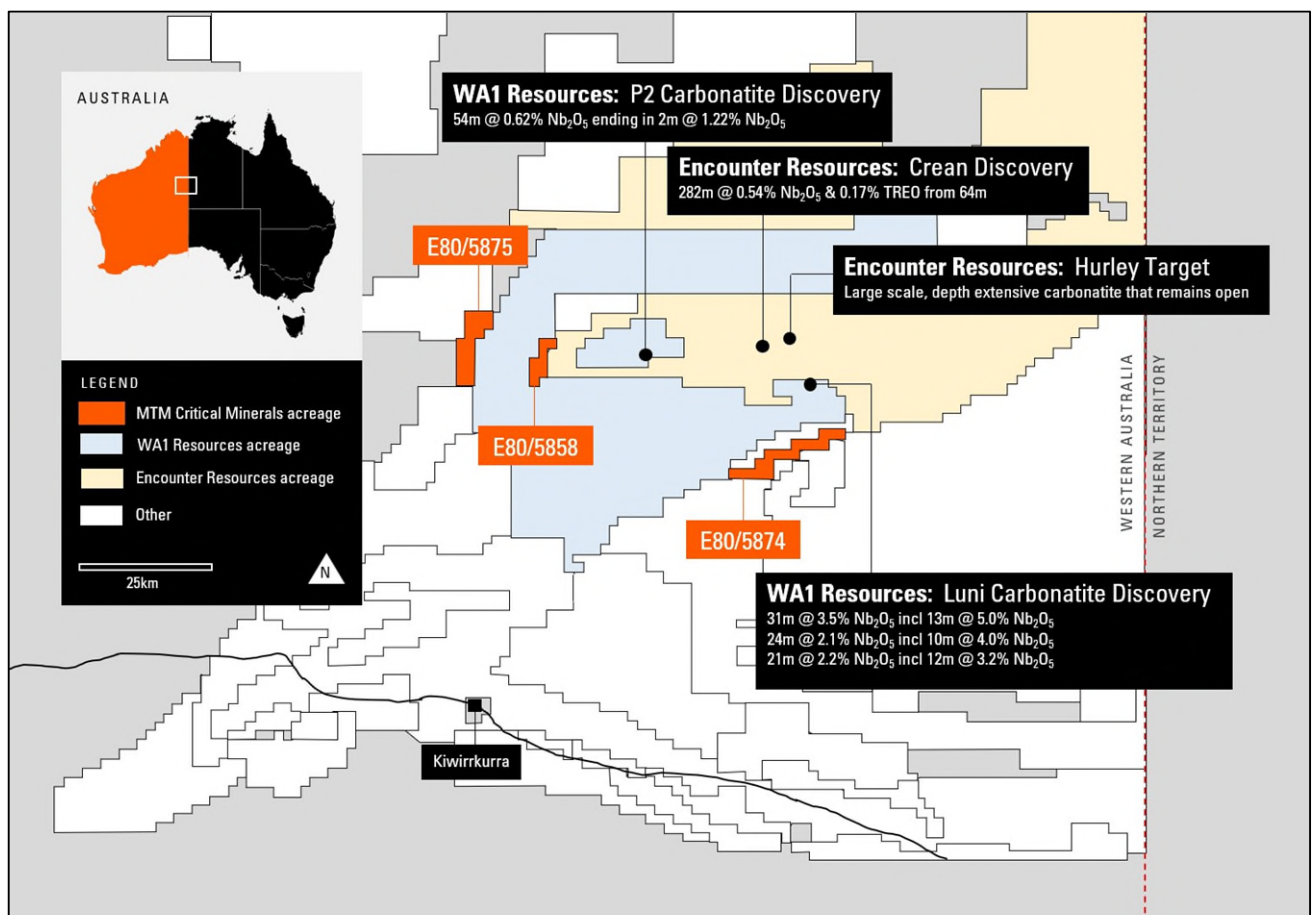 AUSTRALIA
LEGEND
MTM Critical Minerals acreage
WA1 Resources acreage
Encounter Resources acreage
Other
25km
N
WA1 Resources: P2 Carbonatite Discovery
54m @ 0.62% Nb₂O₅ ending in 2m @ 1.22% Nb₂O₅
Encounter Resources: Crean Discovery
282m @ 0.54% Nb₂O₅ & 0.17% TREO from 64m
E80/5875
Encounter Resources: Hurley Target
Large scale, depth extensive carbonatite that remains open
E80/5858
E80/5874
WESTERN AUSTRALIA
NORTHERN TERRITORY
WA1 Resources: Luni Carbonatite Discovery
31m @ 3.5% Nb₂O₅ incl 13m @ 5.0% Nb₂O₅
24m @ 2.1% Nb₂O₅ incl 10m @ 4.0% Nb₂O₅
21m @ 2.2% Nb₂O₅ incl 12m @ 3.2% Nb₂O₅
Kiwirrkurra